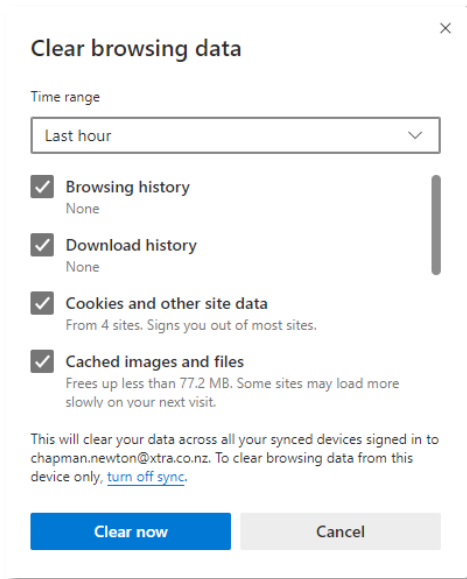 Clear browsing data
Time range
Last hour
Browsing history
None
Download history
None
Cookies and other site data
From 4 sites. Signs you out of most sites.
Cached images and files
Frees up less than 77.2 MB. Some sites may load more
slowly on your next visit.
This will clear your data across all your synced devices signed in to
chapman.newton@xtra.co.nz. To clear browsing data from this
device only, turn off sync.
Clear now
Cancel